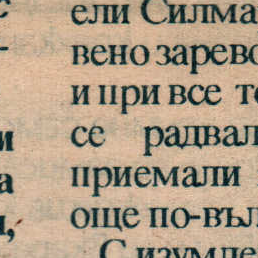 ели Силма
вено зарево
и при все т
се радвал
приемали
още по-въл
С изумле